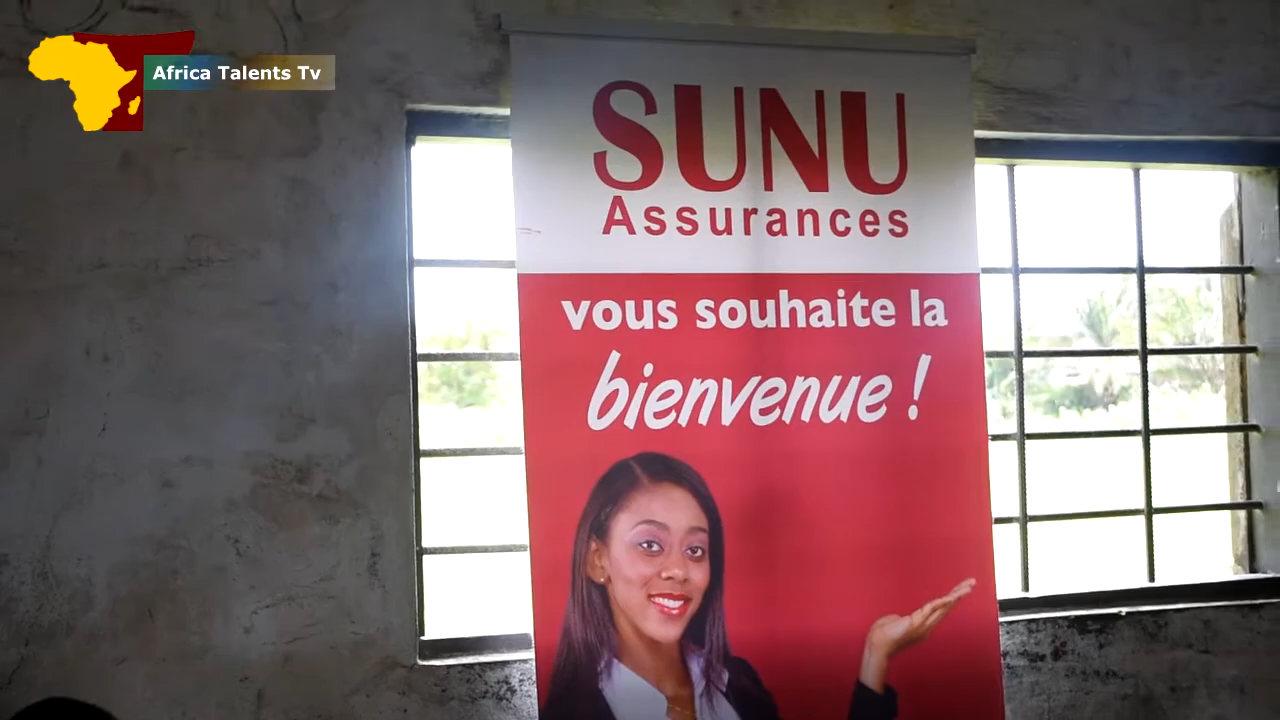 Africa Talents Tv
SUNU
Assurances
vous souhaite la
bienvenue !